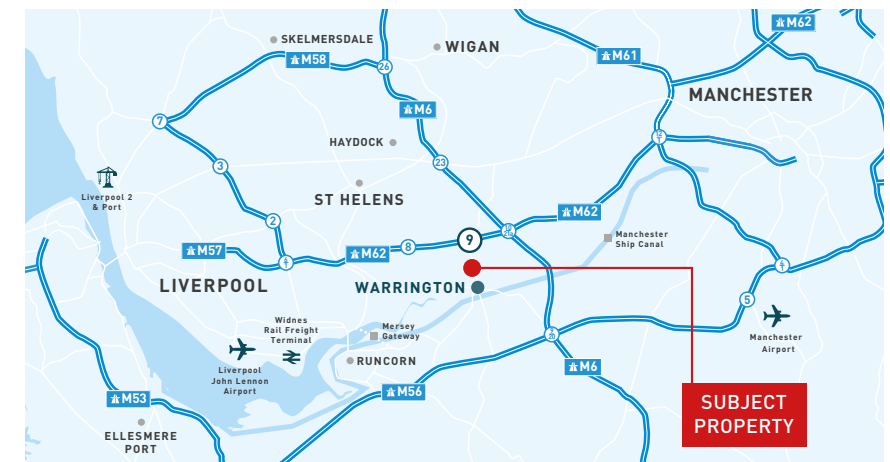 M62
SKELMERSDALE
WIGAN
M58
M61
26
MANCHESTER
M6
7
HAYDOCK
3
23
Liverpool 2
& Port
ST HELENS
2
M62
9
Manchester
Ship Canal
M57
M62
8
LIVERPOOL
WARRINGTON
5
Widnes
Rail Freight
Terminal
Mersey
Gateway
Manchester
Airport
RUNCORN
Liverpool
John Lennon
Airport
M6
M56
M53
SUBJECT
PROPERTY
ELLESMERE
PORT